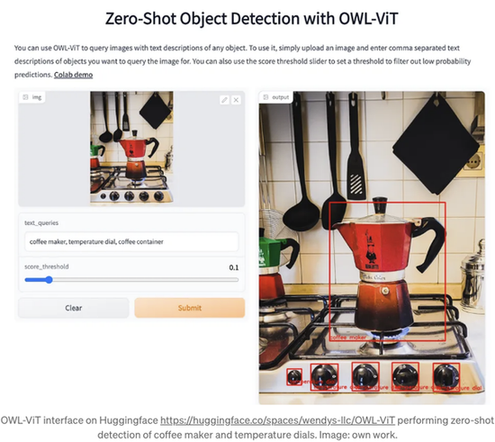 Zero-Shot Object Detection with OWL-ViT
You can use OWL-ViT to query images with text descriptions of any object. To use it, simply upload an image and enter comma separated text
descriptions of objects you want to query the image for. You can also use the score threshold slider to set a threshold to filter out low probability
predictions. Colab demo
img
output
text_queries
coffee maker, temperature dial, coffee container
score_threshold
0.1
Clear
Submit
BIALETTI
coffee maker
OWL-ViT interface on Huggingface https://huggingface.co/spaces/wendys-llc/OWL-ViT performing zero-shot
detection of coffee maker and temperature dials. Image: own work.